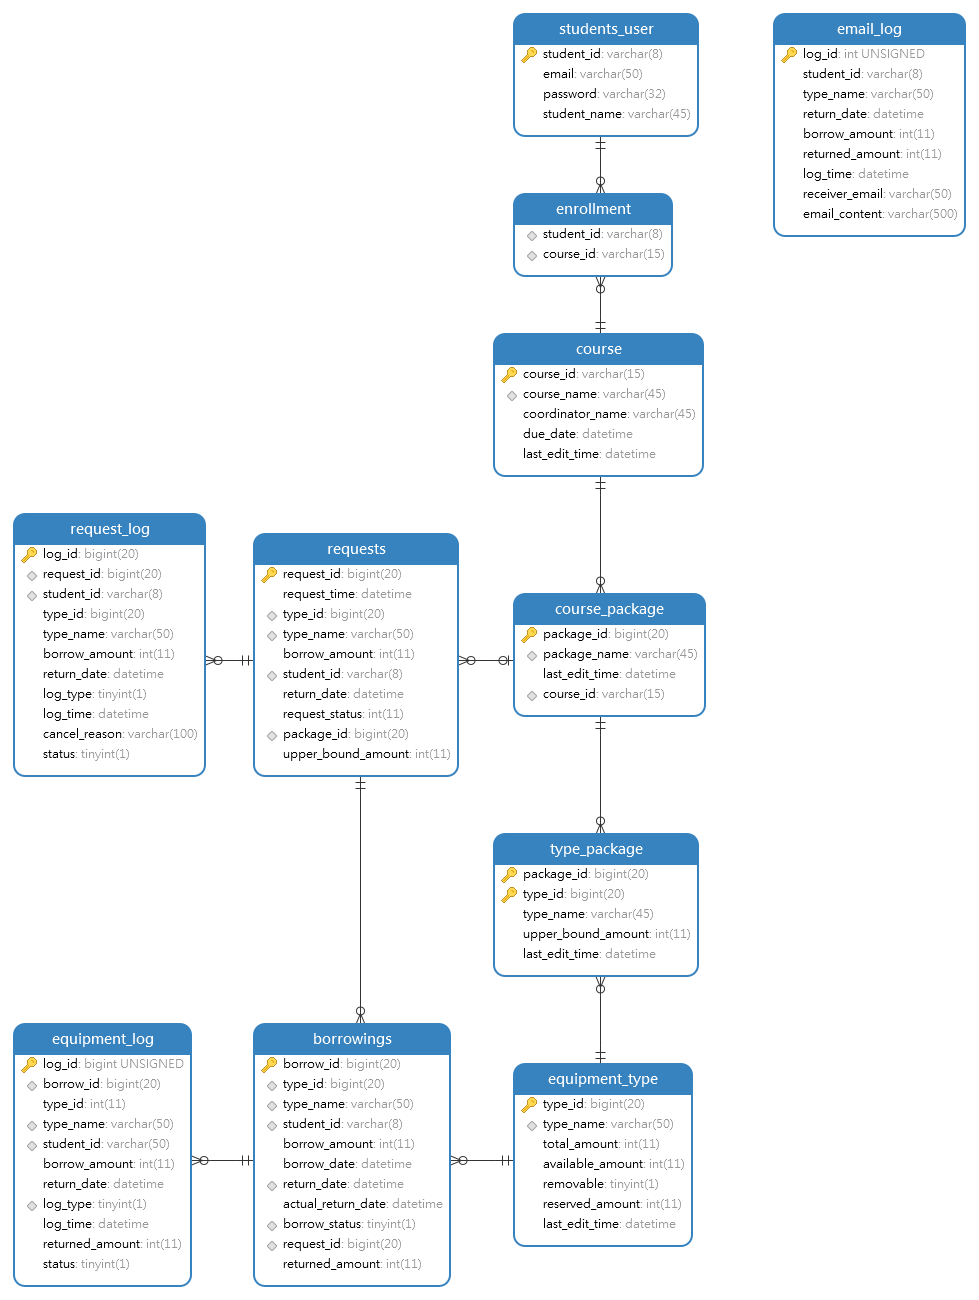 students_user
student_id: varchar(8)
email: varchar(50)
password: varchar(32)
student_name: varchar(45)
email_log
log_id: int UNSIGNED
student_id: varchar(8)
type_name: varchar(50)
return_date: datetime
borrow_amount: int(11)
returned_amount: int(11)
log_time: datetime
receiver_email: varchar(50)
email_content: varchar(500)
enrollment
student_id: varchar(8)
course_id: varchar(15)
course
course_id: varchar(15)
course_name: varchar(45)
coordinator_name: varchar(45)
due_date: datetime
last_edit_time: datetime
request_log
log_id: bigint(20)
request_id: bigint(20)
student_id: varchar(8)
type_id: bigint(20)
type_name: varchar(50)
borrow_amount: int(11)
return_date: datetime
log_type: tinyint(1)
log_time: datetime
cancel_reason: varchar(100)
status: tinyint(1)
requests
request_id: bigint(20)
request_time: datetime
type_id: bigint(20)
type_name: varchar(50)
borrow_amount: int(11)
student_id: varchar(8)
return_date: datetime
request_status: int(11)
package_id: bigint(20)
upper_bound_amount: int(11)
course_package
package_id: bigint(20)
package_name: varchar(45)
last_edit_time: datetime
course_id: varchar(15)
type_package
package_id: bigint(20)
type_id: bigint(20)
type_name: varchar(45)
upper_bound_amount: int(11)
last_edit_time: datetime
equipment_log
log_id: bigint UNSIGNED
borrow_id: bigint(20)
type_id: int(11)
type_name: varchar(50)
student_id: varchar(50)
borrow_amount: int(11)
return_date: datetime
log_type: tinyint(1)
log_time: datetime
returned_amount: int(11)
status: tinyint(1)
borrowings
borrow_id: bigint(20)
type_id: bigint(20)
type_name: varchar(50)
student_id: varchar(8)
borrow_amount: int(11)
borrow_date: datetime
return_date: datetime
actual_return_date: datetime
borrow_status: tinyint(1)
request_id: bigint(20)
returned_amount: int(11)
equipment_type
type_id: bigint(20)
type_name: varchar(50)
total_amount: int(11)
available_amount: int(11)
removable: tinyint(1)
reserved_amount: int(11)
last_edit_time: datetime